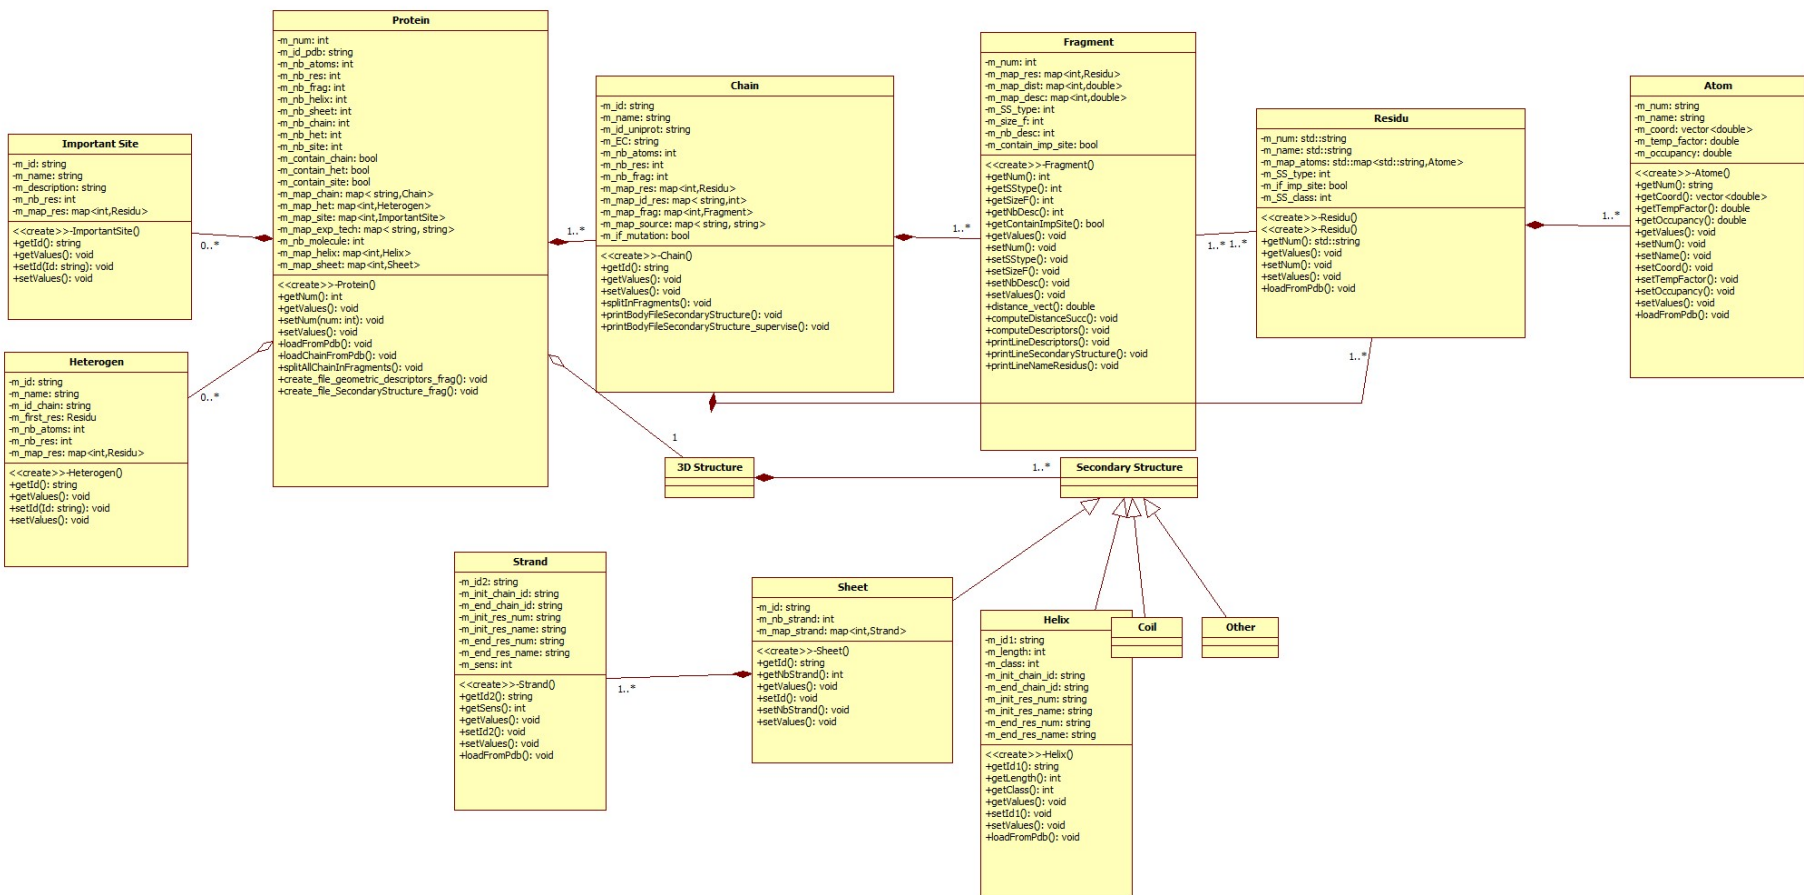 Protein
-m_num: int
-m_id_pdb: string
-m_nb_atoms: int
-m_nb_res: int
-m_nb_frag: int
-m_nb_helix: int
-m_nb_sheet: int
-m_nb_chain: int
-m_nb_het: int
-m_nb_site: int
-m_contain_chain: bool
-m_contain_het: bool
-m_contain_site: bool
-m_map_chain: map< string,Chain>
-m_map_het: map<int,Heterogen>
-m_map_site: map<int,ImportantSite>
-m_map_exp_tech: map< string, string>
-m_nb_molecule: int
-m_map_helix: map<int,Helix>
-m_map_sheet: map<int,Sheet>
<<create>>-Protein()
+getNum(): int
+getValues(): void
+setNum(num: int): void
+setValues(): void
+loadFromPdb(): void
+loadChainFromPdb(): void
+splitAllChainInFragments(): void
+create_file_geometric_descriptors_frag(): void
+create_file_SecondaryStructure_frag(): void
Important Site
-m_id: string
-m_name: string
-m_description: string
-m_nb_res: int
-m_map_res: map<int,Residu>
<<create>>-ImportantSite()
+getId(): string
+getValues(): void
+setId(Id: string): void
+setValues(): void
0..*
Heterogen
-m_id: string
-m_name: string
-m_id_chain: string
-m_first_res: Residu
-m_nb_atoms: int
-m_nb_res: int
-m_map_res: map<int,Residu>
<<create>>-Heterogen()
+getId(): string
+getValues(): void
+setId(Id: string): void
+setValues(): void
0..*
Chain
-m_id: string
-m_name: string
-m_id_uniprot: string
-m_EC: string
-m_nb_atoms: int
-m_nb_res: int
-m_nb_frag: int
-m_map_res: map<int,Residu>
-m_map_id_res: map< string,int>
-m_map_frag: map<int,Fragment>
-m_map_source: map< string, string>
-m_if_mutation: bool
<<create>>-Chain()
+getId(): string
+getValues(): void
+setValues(): void
+splitInFragments(): void
+printBodyFileSecondaryStructure(): void
+printBodyFileSecondaryStructure_supervise(): void
1..*
Fragment
-m_num: int
-m_map_res: map<int,Residu>
-m_map_dist: map<int,double>
-m_map_desc: map<int,double>
-m_SS_type: int
-m_size_f: int
-m_nb_desc: int
-m_contain_imp_site: bool
<<create>>-Fragment()
+getNum(): int
+getSStype(): int
+getSizeF(): int
+getNbDesc(): int
+getContainImpSite(): bool
+getValues(): void
+setNum(): void
+setSStype(): void
+setSizeF(): void
+setNbDesc(): void
+setValues(): void
+distance_vect(): double
+computeDistanceSucc(): void
+computeDescriptors(): void
+printLineDescriptors(): void
+printLineSecondaryStructure(): void
+printLineNameResidus(): void
1..*
Residu
-m_num: std::string
-m_name: std::string
-m_map_atoms: std::map<std::string,Atome>
-m_SS_type: int
-m_if_imp_site: bool
-m_SS_class: int
<<create>>-Residu()
<<create>>-Residu()
+getNum(): std::string
+getValues(): void
+setNum(): void
+setValues(): void
+loadFromPdb(): void
1..* 1..*
1..*
Atom
-m_num: string
-m_name: string
-m_coord: vector<double>
-m_temp_factor: double
-m_occupancy: double
<<create>>-Atome()
+getNum(): string
+getCoord(): vector<double>
+getTempFactor(): double
+getOccupancy(): double
+getValues(): void
+setNum(): void
+setName(): void
+setCoord(): void
+setTempFactor(): void
+setOccupancy(): void
+setValues(): void
+loadFromPdb(): void
1..*
1
3D Structure
1..*
Secondary Structure
Strand
-m_id2: string
-m_init_chain_id: string
-m_end_chain_id: string
-m_init_res_num: string
-m_init_res_name: string
-m_end_res_num: string
-m_end_res_name: string
-m_sens: int
<<create>>-Strand()
+getId2(): string
+getSens(): int
+getValues(): void
+setId2(): void
+setValues(): void
+loadFromPdb(): void
1..*
Sheet
-m_id: string
-m_nb_strand: int
-m_map_strand: map<int,Strand>
<<create>>-Sheet()
+getId(): string
+getNbStrand(): int
+getValues(): void
+setId(): void
+setNbStrand(): void
+setValues(): void
Helix
-m_id1: string
-m_length: int
-m_class: int
-m_init_chain_id: string
-m_end_chain_id: string
-m_init_res_num: string
-m_init_res_name: string
-m_end_res_num: string
-m_end_res_name: string
<<create>>-Helix()
+getId1(): string
+getLength(): int
+getClass(): int
+getValues(): void
+setId1(): void
+setValues(): void
+loadFromPdb(): void
Coil
Other